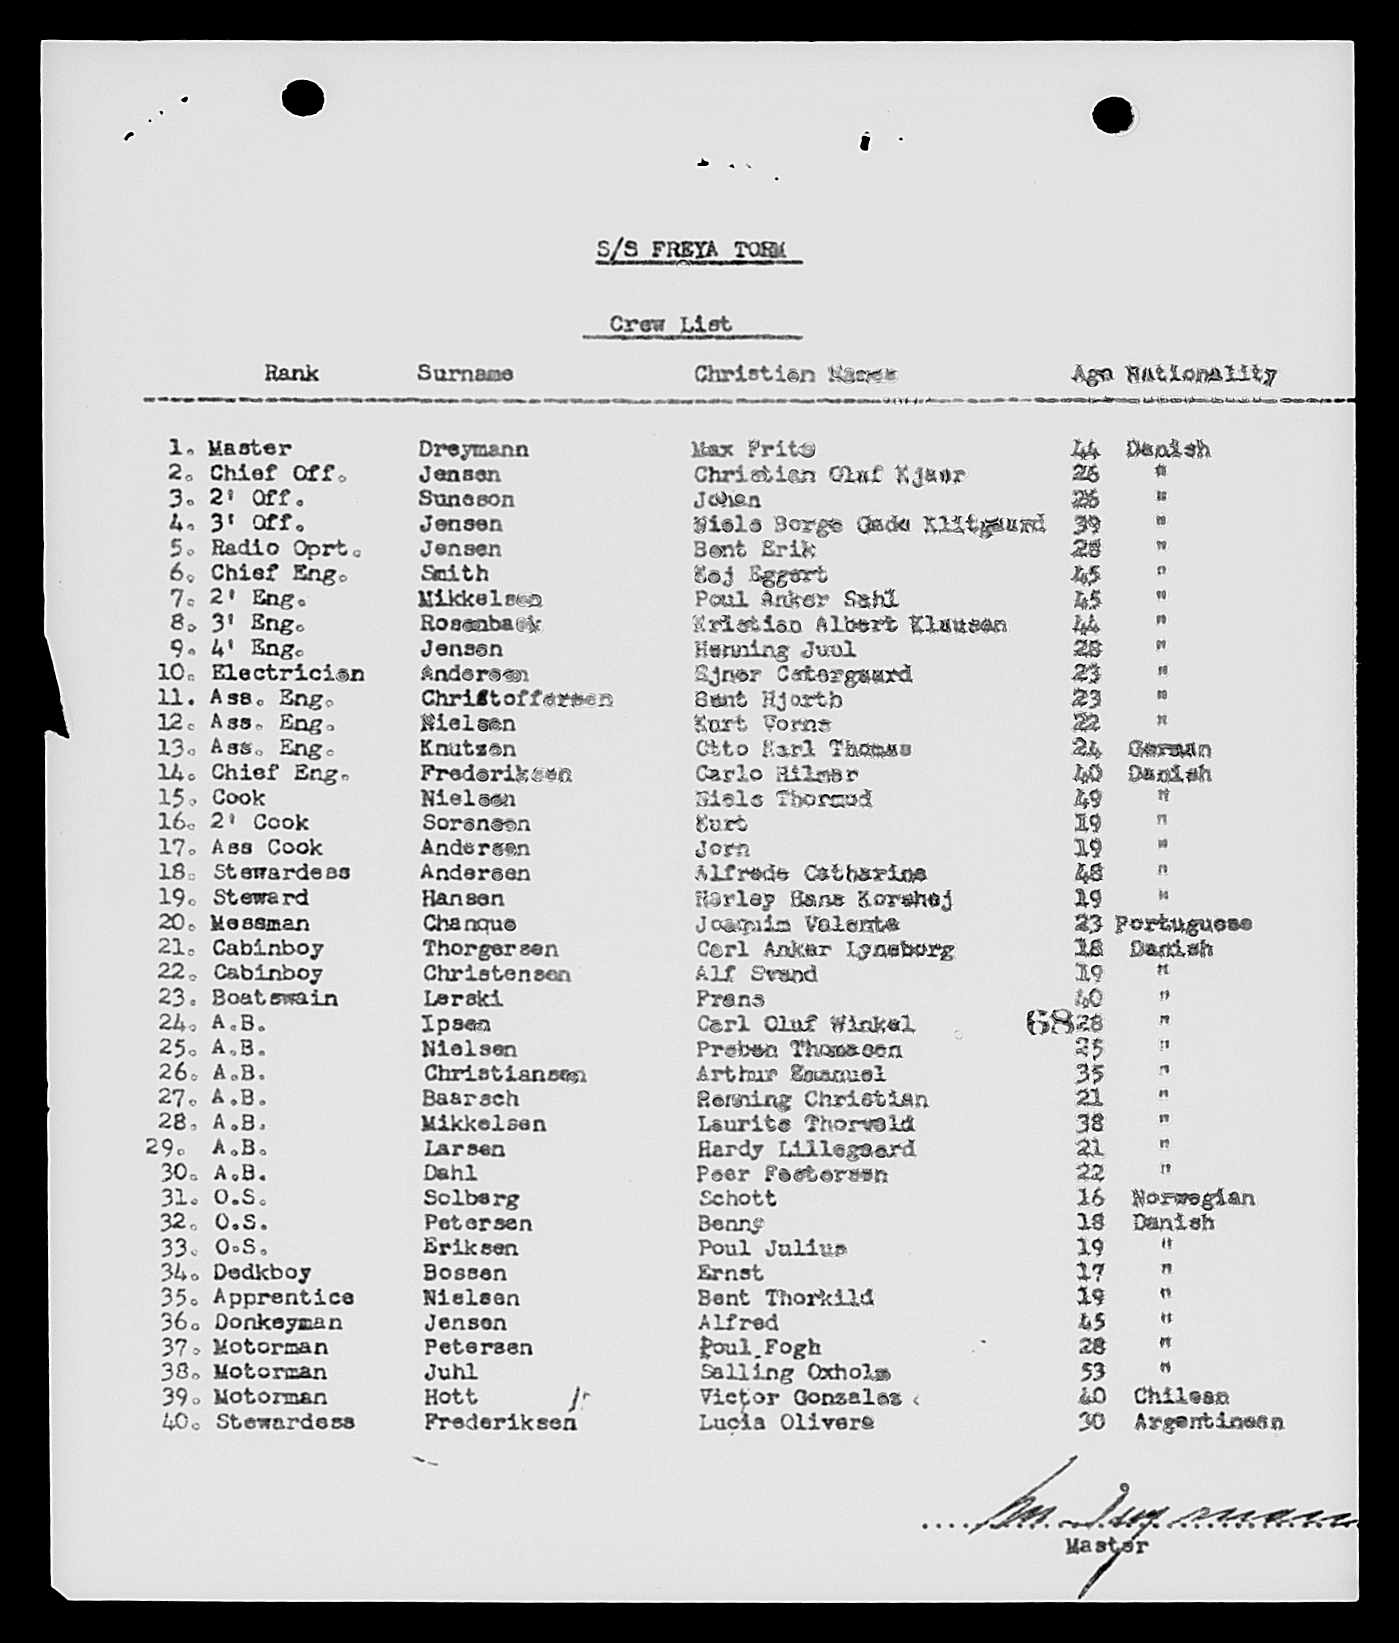 S/S FREYA TORM
Crew List
Rank Surname Christian Names Age Nationality
1. Master Dreymann Max Frits 44 Danish
2. Chief Off. Jensen Christian Oluf Kjaer 26 "
3. 2' Off. Suneson Johan 26 "
4. 3' Off. Jensen Niels Borge Gade Klitgaard 39 "
5. Radio Oprt. Jensen Bent Erik 28 "
6. Chief Eng. Smith Kaj Eggert 45 "
7. 2' Eng. Mikkelsen Poul Anker Sahl 45 "
8. 3' Eng. Rosenbaek Kristian Albert Klausen 44 "
9. 4' Eng. Jensen Henning Juul 28 "
10. Electrician Andersen Ejner 23 "
11. Ass. Eng. Christoffersen Bent Hjorth 23 "
12. Ass. Eng. Nielsen Kurt 22 "
13. Ass. Eng. Knutzen Otto Karl Thomas 24 German
14. Chief Eng. Frederiksen Carlo Hilmar 40 Danish
15. Cook Nielsen Niels Thormod 49 "
16. 2' Cook Sorensen Kurt 19 "
17. Ass Cook Andersen Jorn 19 "
18. Stewardess Andersen Alfrede Catharine 48 "
19. Steward Hansen Harley Hans Korshøj 19 "
20. Messman Chanque Joaquim Valente 23 Portuguese
21. Cabinboy Thorgersen Carl Anker Lyneborg 18 Danish
22. Cabinboy Christensen Alf Svend 19 "
23. Boatswain Lerski Frans 40 "
24. A.B. Ipsen Carl Oluf Winkel 68 28 "
25. A.B. Nielsen Preben Thomasen 25 "
26. A.B. Christiansen Arthur Emanuel 35 "
27. A.B. Baarsch Henning Christian 21 "
28. A.B. Mikkelsen Laurits Thorvald 38 "
29. A.B. Larsen Hardy Lillegaard 21 "
30. A.B. Dahl Peer Peetersen 22 "
31. O.S. Solberg Schott 16 Norwegian
32. O.S. Petersen Benny 18 Danish
33. O.S. Eriksen Poul Julius 19 "
34. Dedkboy Bossen Ernst 17 "
35. Apprentice Nielsen Bent Thorkild 19 "
36. Donkeyman Jensen Alfred 45 "
37. Motorman Petersen Poul Fogh 28 "
38. Motorman Juhl Salling Oxholm 53 "
39. Motorman Hott Jr Victor Gonzales 40 Chilean
40. Stewardess Frederiksen Lucia Olivera 30 Argentinean
Master